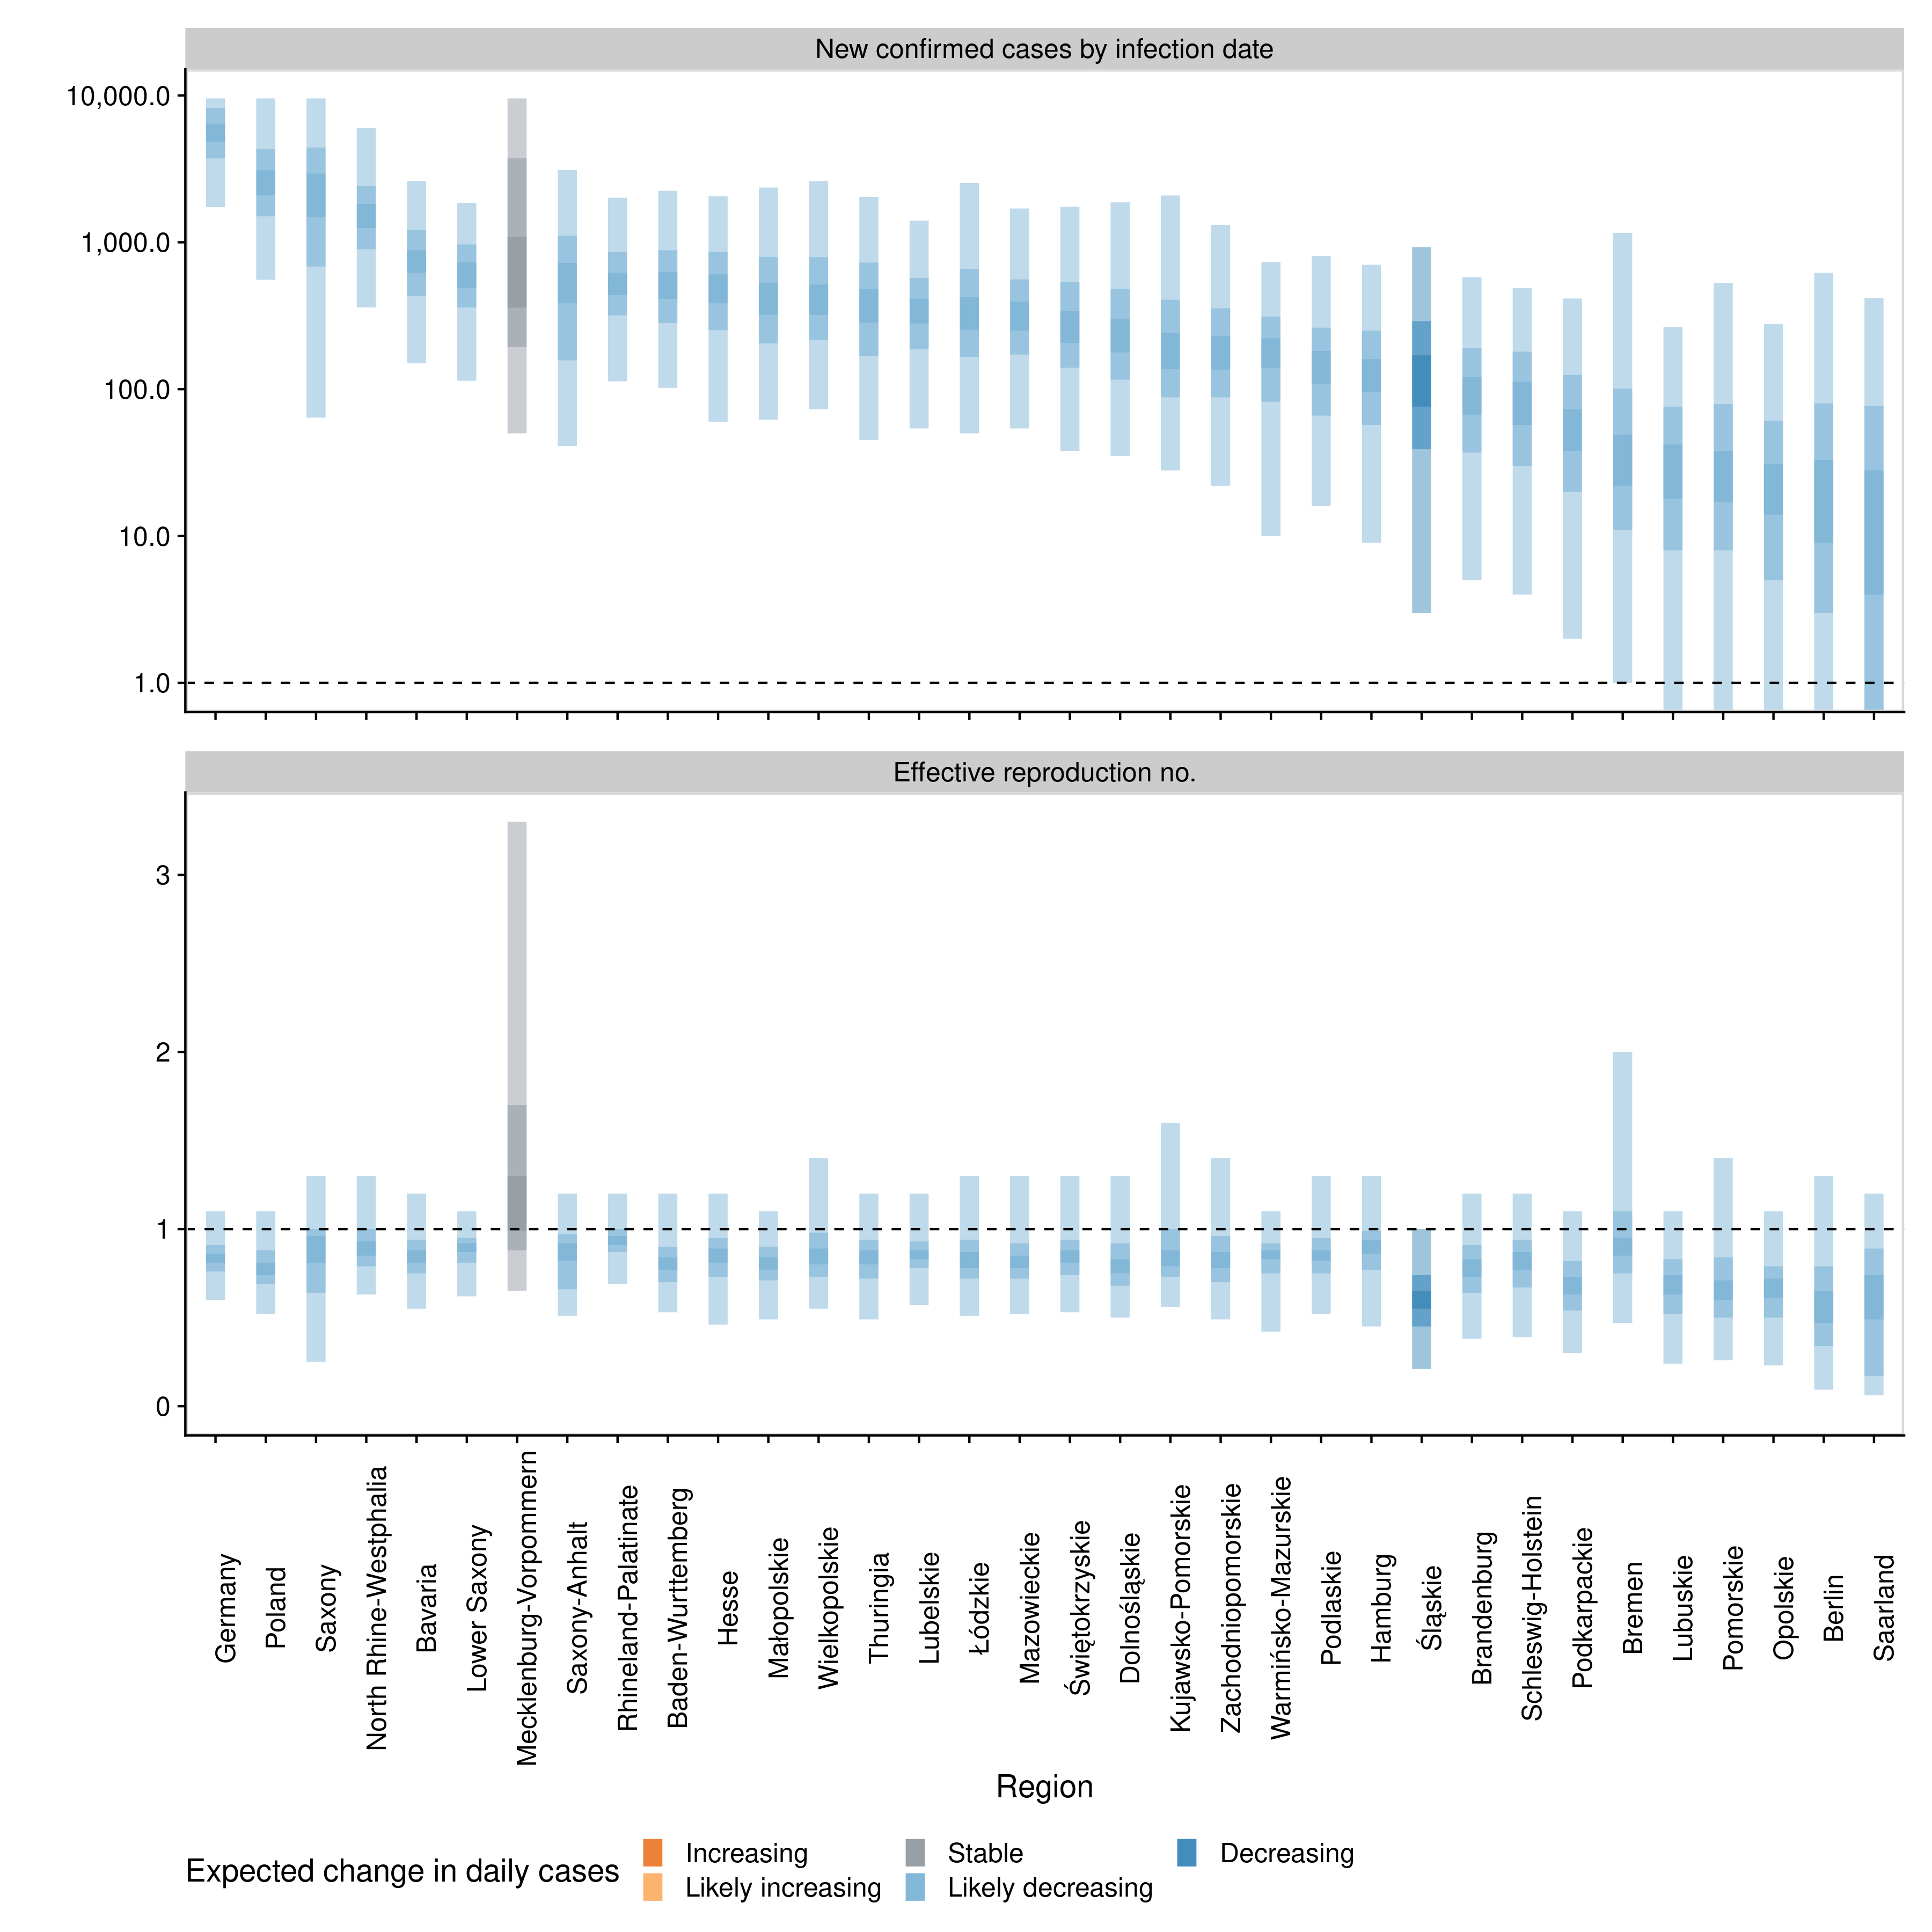 New confirmed cases by infection date
10,000.0
1,000.0
100.0
10.0
1.0
Effective reproduction no.
3
2
1
0
Germany
Poland
Saxony
North Rhine-Westphalia
Bavaria
Lower Saxony
Mecklenburg-Vorpommern
Saxony-Anhalt
Rhineland-Palatinate
Baden-Wurttemberg
Hesse
Małopolskie
Wielkopolskie
Thuringia
Lubelskie
Łódzkie
Mazowieckie
Świętokrzyskie
Dolnośląskie
Kujawsko-Pomorskie
Zachodniopomorskie
Warmińsko-Mazurskie
Podlaskie
Hamburg
Śląskie
Brandenburg
Schleswig-Holstein
Podkarpackie
Bremen
Lubuskie
Pomorskie
Opolskie
Berlin
Saarland
Region
Expected change in daily cases
Increasing
Likely increasing
Stable
Likely decreasing
Decreasing